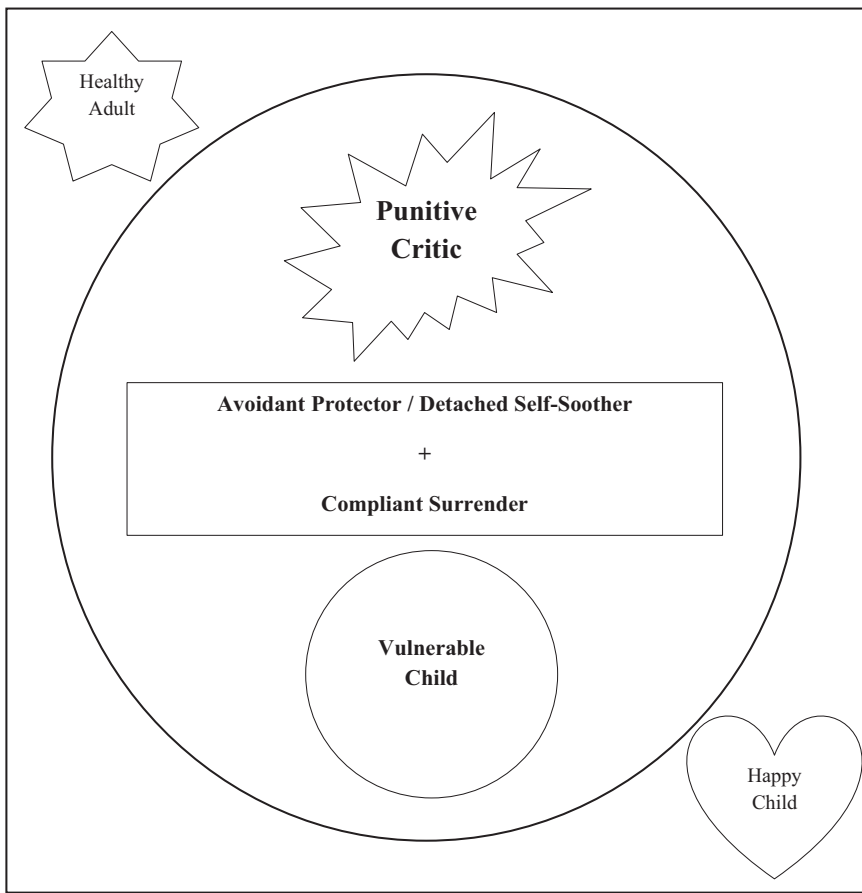 Healthy
Adult
Punitive
Critic
Avoidant Protector / Detached Self-Soother
+
Compliant Surrender
Vulnerable
Child
Happy
Child